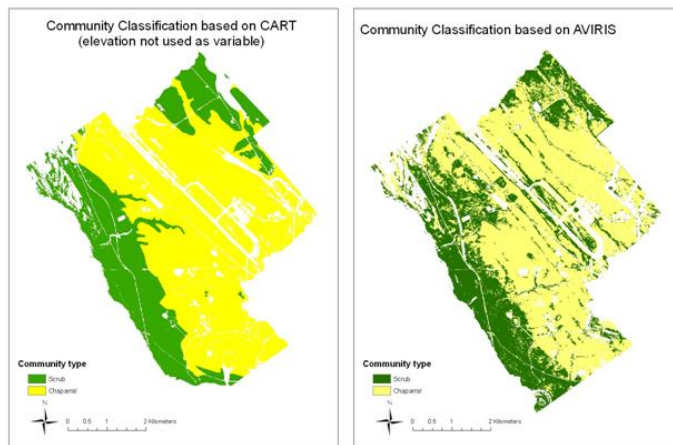 Community Classification based on CART
(elevation not used as variable)
Community type
Scrub
Chaparral
N
0 0.5 1 2 Kilometers
Community Classification based on AVIRIS
Community type
Scrub
Chaparral
N
0 0.5 1 2 Kilometers